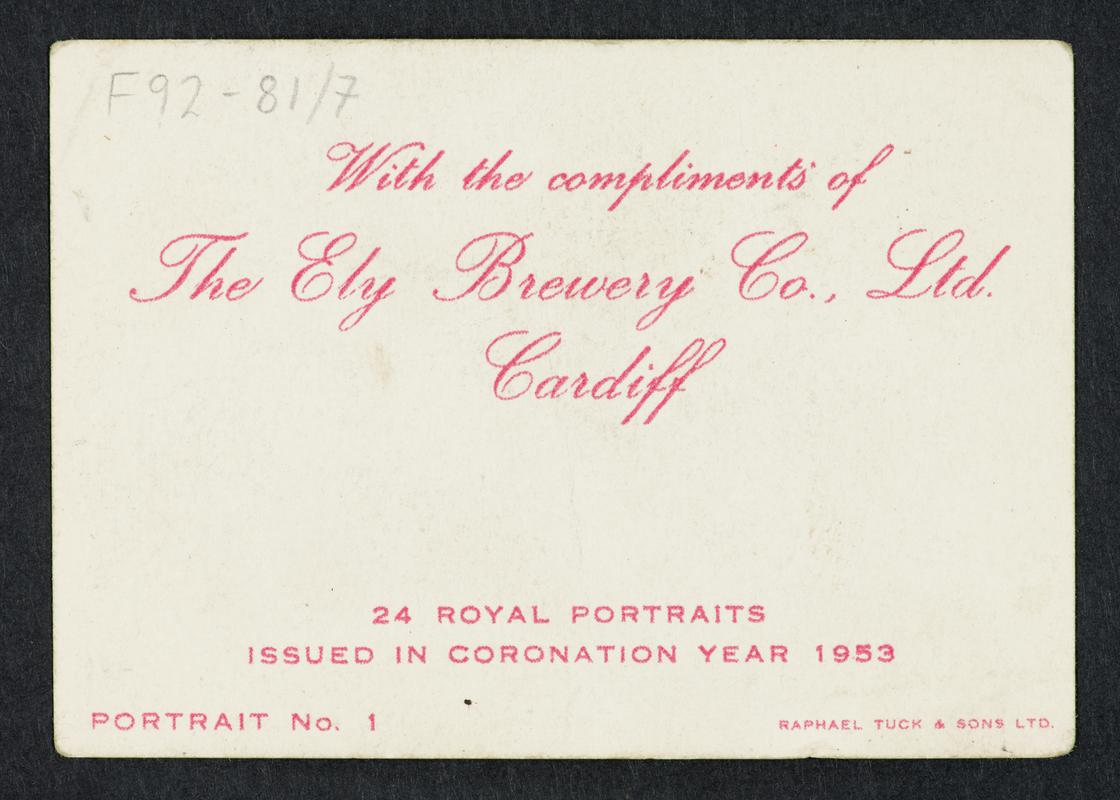 F92-81/7
With the compliments of
The Ely Brewery Co., Ltd.
Cardiff
24 ROYAL PORTRAITS
ISSUED IN CORONATION YEAR 1953
PORTRAIT No. 1
RAPHAEL TUCK & SONS LTD.